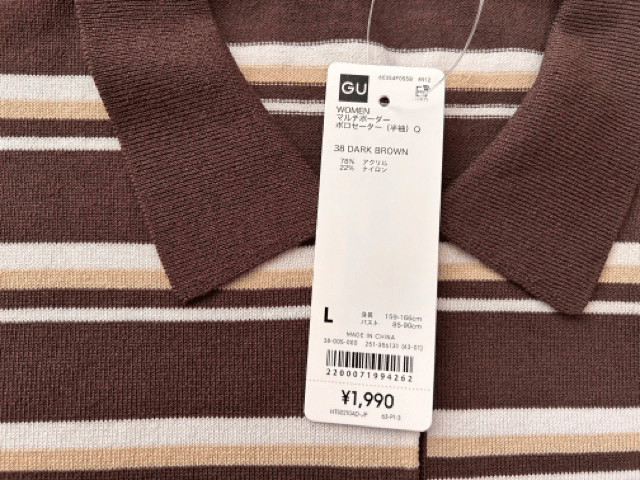 GU
WOMEN
マルチボーダー
ポロセーター（半袖）Q
38 DARK BROWN
78% アクリル
22% ナイロン
L 身長 159-166cm
バスト 85-90cm
MADE IN CHINA
2200071994262
¥1,990